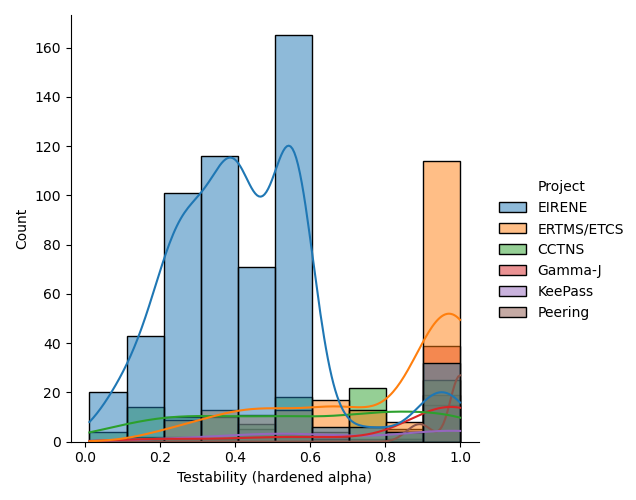 160
140
120
100
80
60
40
20
0
Count
0.0 0.2 0.4 0.6 0.8 1.0
Testability (hardened alpha)
Project
EIRENE
ERTMS/ETCS
CCTNS
Gamma-J
KeePass
Peering